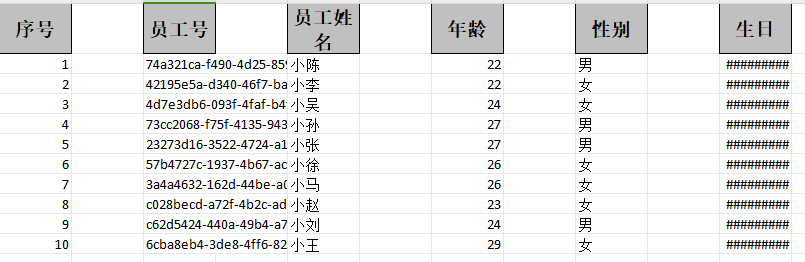 序号 员工号 员工姓名 年龄 性别 生日
1 74a321ca-f490-4d25-859 小陈 22 男 #########
2 42195e5a-d340-46f7-ba 小李 22 女 #########
3 4d7e3db6-093f-4faf-b4 小吴 24 女 #########
4 73cc2068-f75f-4135-943 小孙 27 男 #########
5 23273d16-3522-4724-a1 小张 27 男 #########
6 57b4727c-1937-4b67-ac 小徐 26 女 #########
7 3a4a4632-162d-44be-a0 小马 26 女 #########
8 c028becd-a72f-4b2c-ad 小赵 23 女 #########
9 c62d5424-440a-49b4-a7 小刘 24 男 #########
10 6cba8eb4-3de8-4ff6-82 小王 29 女 #########